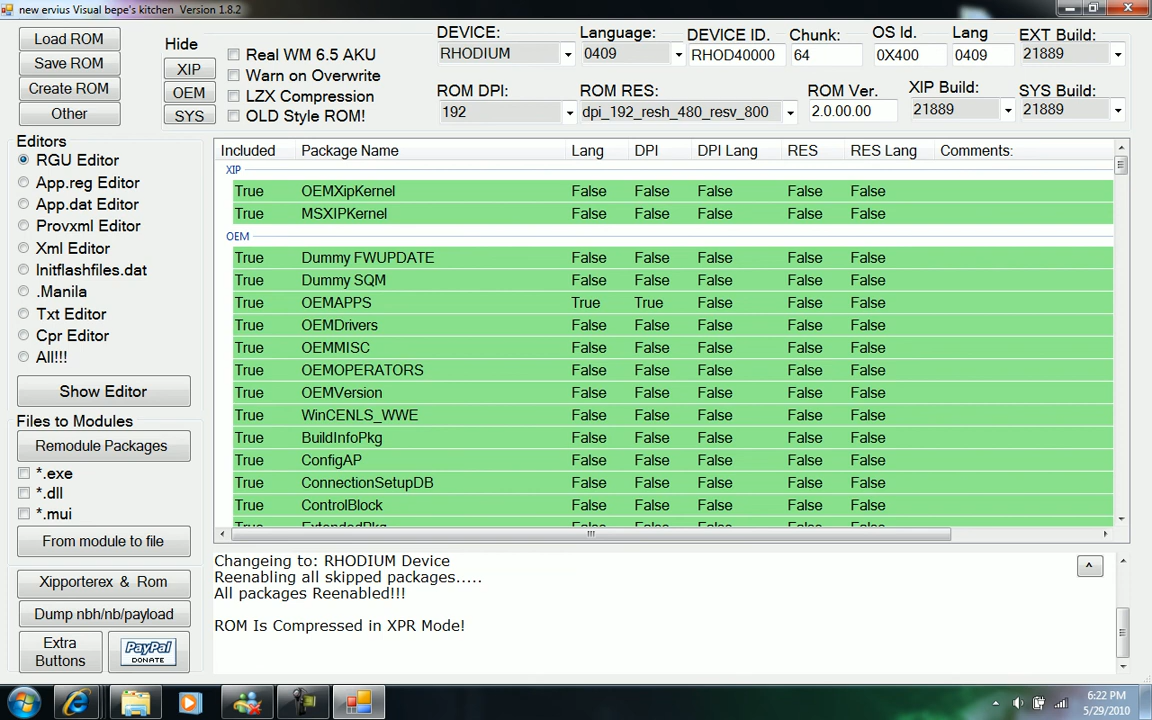 new ervius Visual bepe's kitchen Version 1.8.2
Load ROM
Save ROM
Create ROM
Other
Hide
XIP
OEM
SYS
Real WM 6.5 AKU
Warn on Overwrite
LZX Compression
OLD Style ROM!
DEVICE: Language: DEVICE ID. Chunk: OS Id. Lang EXT Build:
RHODIUM 0409 RHOD40000 64 0X400 0409 21889
ROM DPI: ROM RES: ROM Ver. XIP Build: SYS Build:
192 dpi_192_resh_480_resv_800 2.0.00.00 21889 21889
Editors
RGU Editor
App.reg Editor
App.dat Editor
Provxml Editor
Xml Editor
Initflashfiles.dat
.Manila
Txt Editor
Cpr Editor
All!!!
Show Editor
Files to Modules
Remodule Packages
*.exe
*.dll
*.mui
From module to file
Xipporterex & Rom
Dump nbh/nb/payload
Extra
Buttons
PayPal
DONATE
Included Package Name Lang DPI DPI Lang RES RES Lang Comments:
XIP
True OEMXipKernel False False False False False
True MSXIPKernel False False False False False
OEM
True Dummy FWUPDATE False False False False False
True Dummy SQM False False False False False
True OEMAPPS True True False False False
True OEMDrivers False False False False False
True OEMMISC False False False False False
True OEMOPERATORS False False False False False
True OEMVersion False False False False False
True WinCENLS_WWE False False False False False
True BuildInfoPkg False False False False False
True ConfigAP False False False False False
True ConnectionSetupDB False False False False False
True ControlBlock False False False False False
True ExtendedPkg False False False False False
Changeing to: RHODIUM Device
Reenabling all skipped packages.....
All packages Reenabled!!!
ROM Is Compressed in XPR Mode!
6:22 PM
5/29/2010